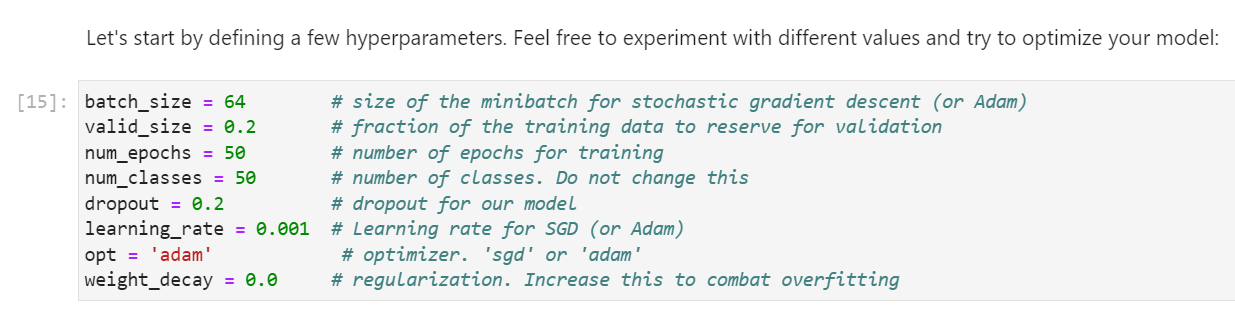 Let's start by defining a few hyperparameters. Feel free to experiment with different values and try to optimize your model:
[15]: batch_size = 64 # size of the minibatch for stochastic gradient descent (or Adam)
valid_size = 0.2 # fraction of the training data to reserve for validation
num_epochs = 50 # number of epochs for training
num_classes = 50 # number of classes. Do not change this
dropout = 0.2 # dropout for our model
learning_rate = 0.001 # Learning rate for SGD (or Adam)
opt = 'adam' # optimizer. 'sgd' or 'adam'
weight_decay = 0.0 # regularization. Increase this to combat overfitting